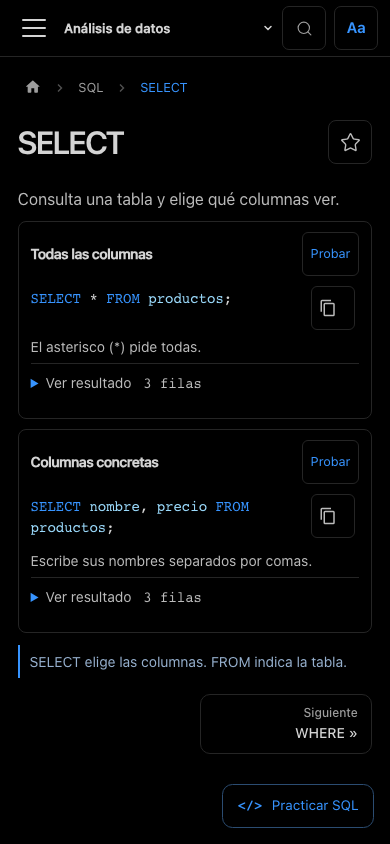 Análisis de datos
Aa
SQL
SELECT
SELECT
Consulta una tabla y elige qué columnas ver.
Todas las columnas
Probar
SELECT * FROM productos;
El asterisco (*) pide todas.
Ver resultado 3 filas
Columnas concretas
Probar
SELECT nombre, precio FROM
productos;
Escribe sus nombres separados por comas.
Ver resultado 3 filas
SELECT elige las columnas. FROM indica la tabla.
Siguiente
WHERE »
</> Practicar SQL